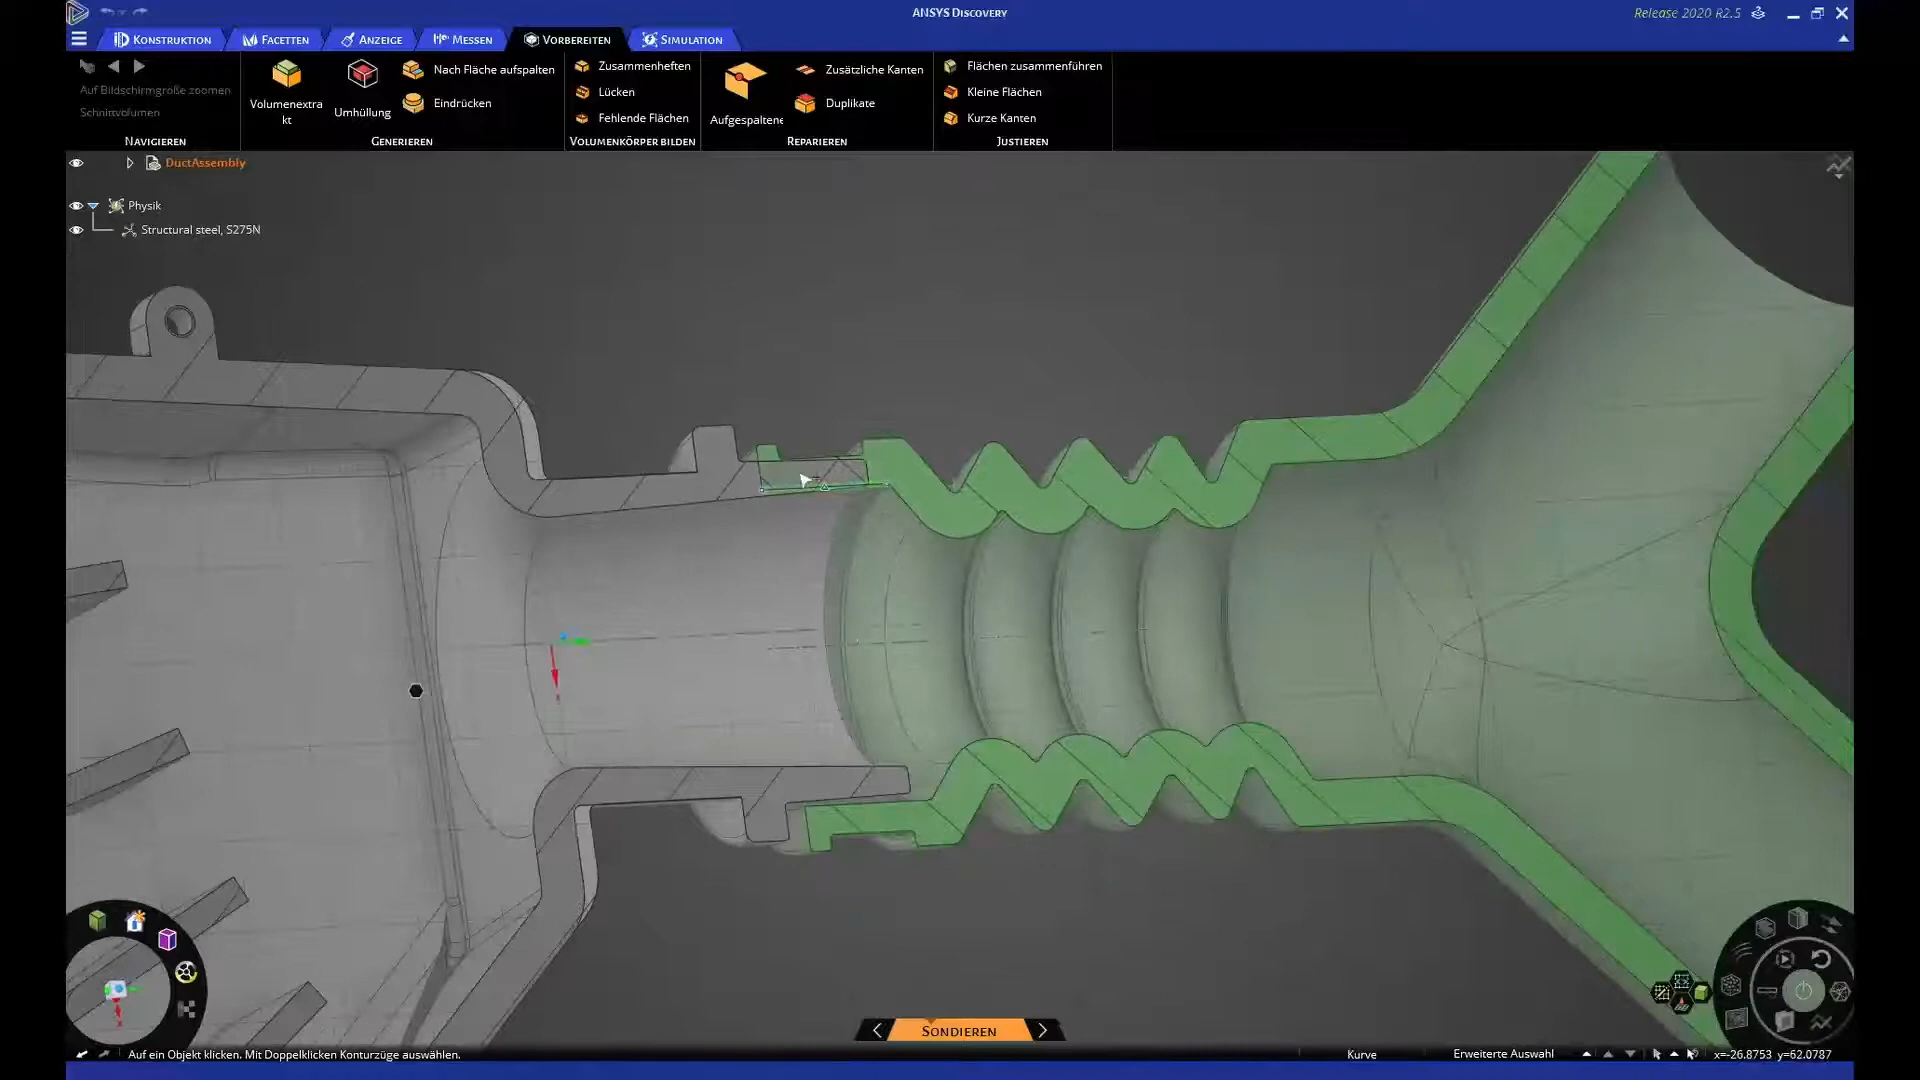 ANSYS Discovery
Release 2020 R2.5
Konstruktion
Facetten
Anzeige
Messen
Vorbereiten
Simulation
Auf Bildschirmgröße zoomen
Schnittvolumen
Navigieren
Volumenextra
kt
Umhüllung
Nach Fläche aufspalten
Eindrücken
Generieren
Zusammenheften
Lücken
Fehlende Flächen
Volumenkörper bilden
Aufgespaltene
Zusätzliche Kanten
Duplikate
Reparieren
Flächen zusammenführen
Kleine Flächen
Kurze Kanten
Justieren
DuctAssembly
Physik
Structural steel, S275N
Sondieren
Auf ein Objekt klicken. Mit Doppelklicken Konturzüge auswählen.
Kurve
Erweiterte Auswahl
x=-26.8753 y=62.0787